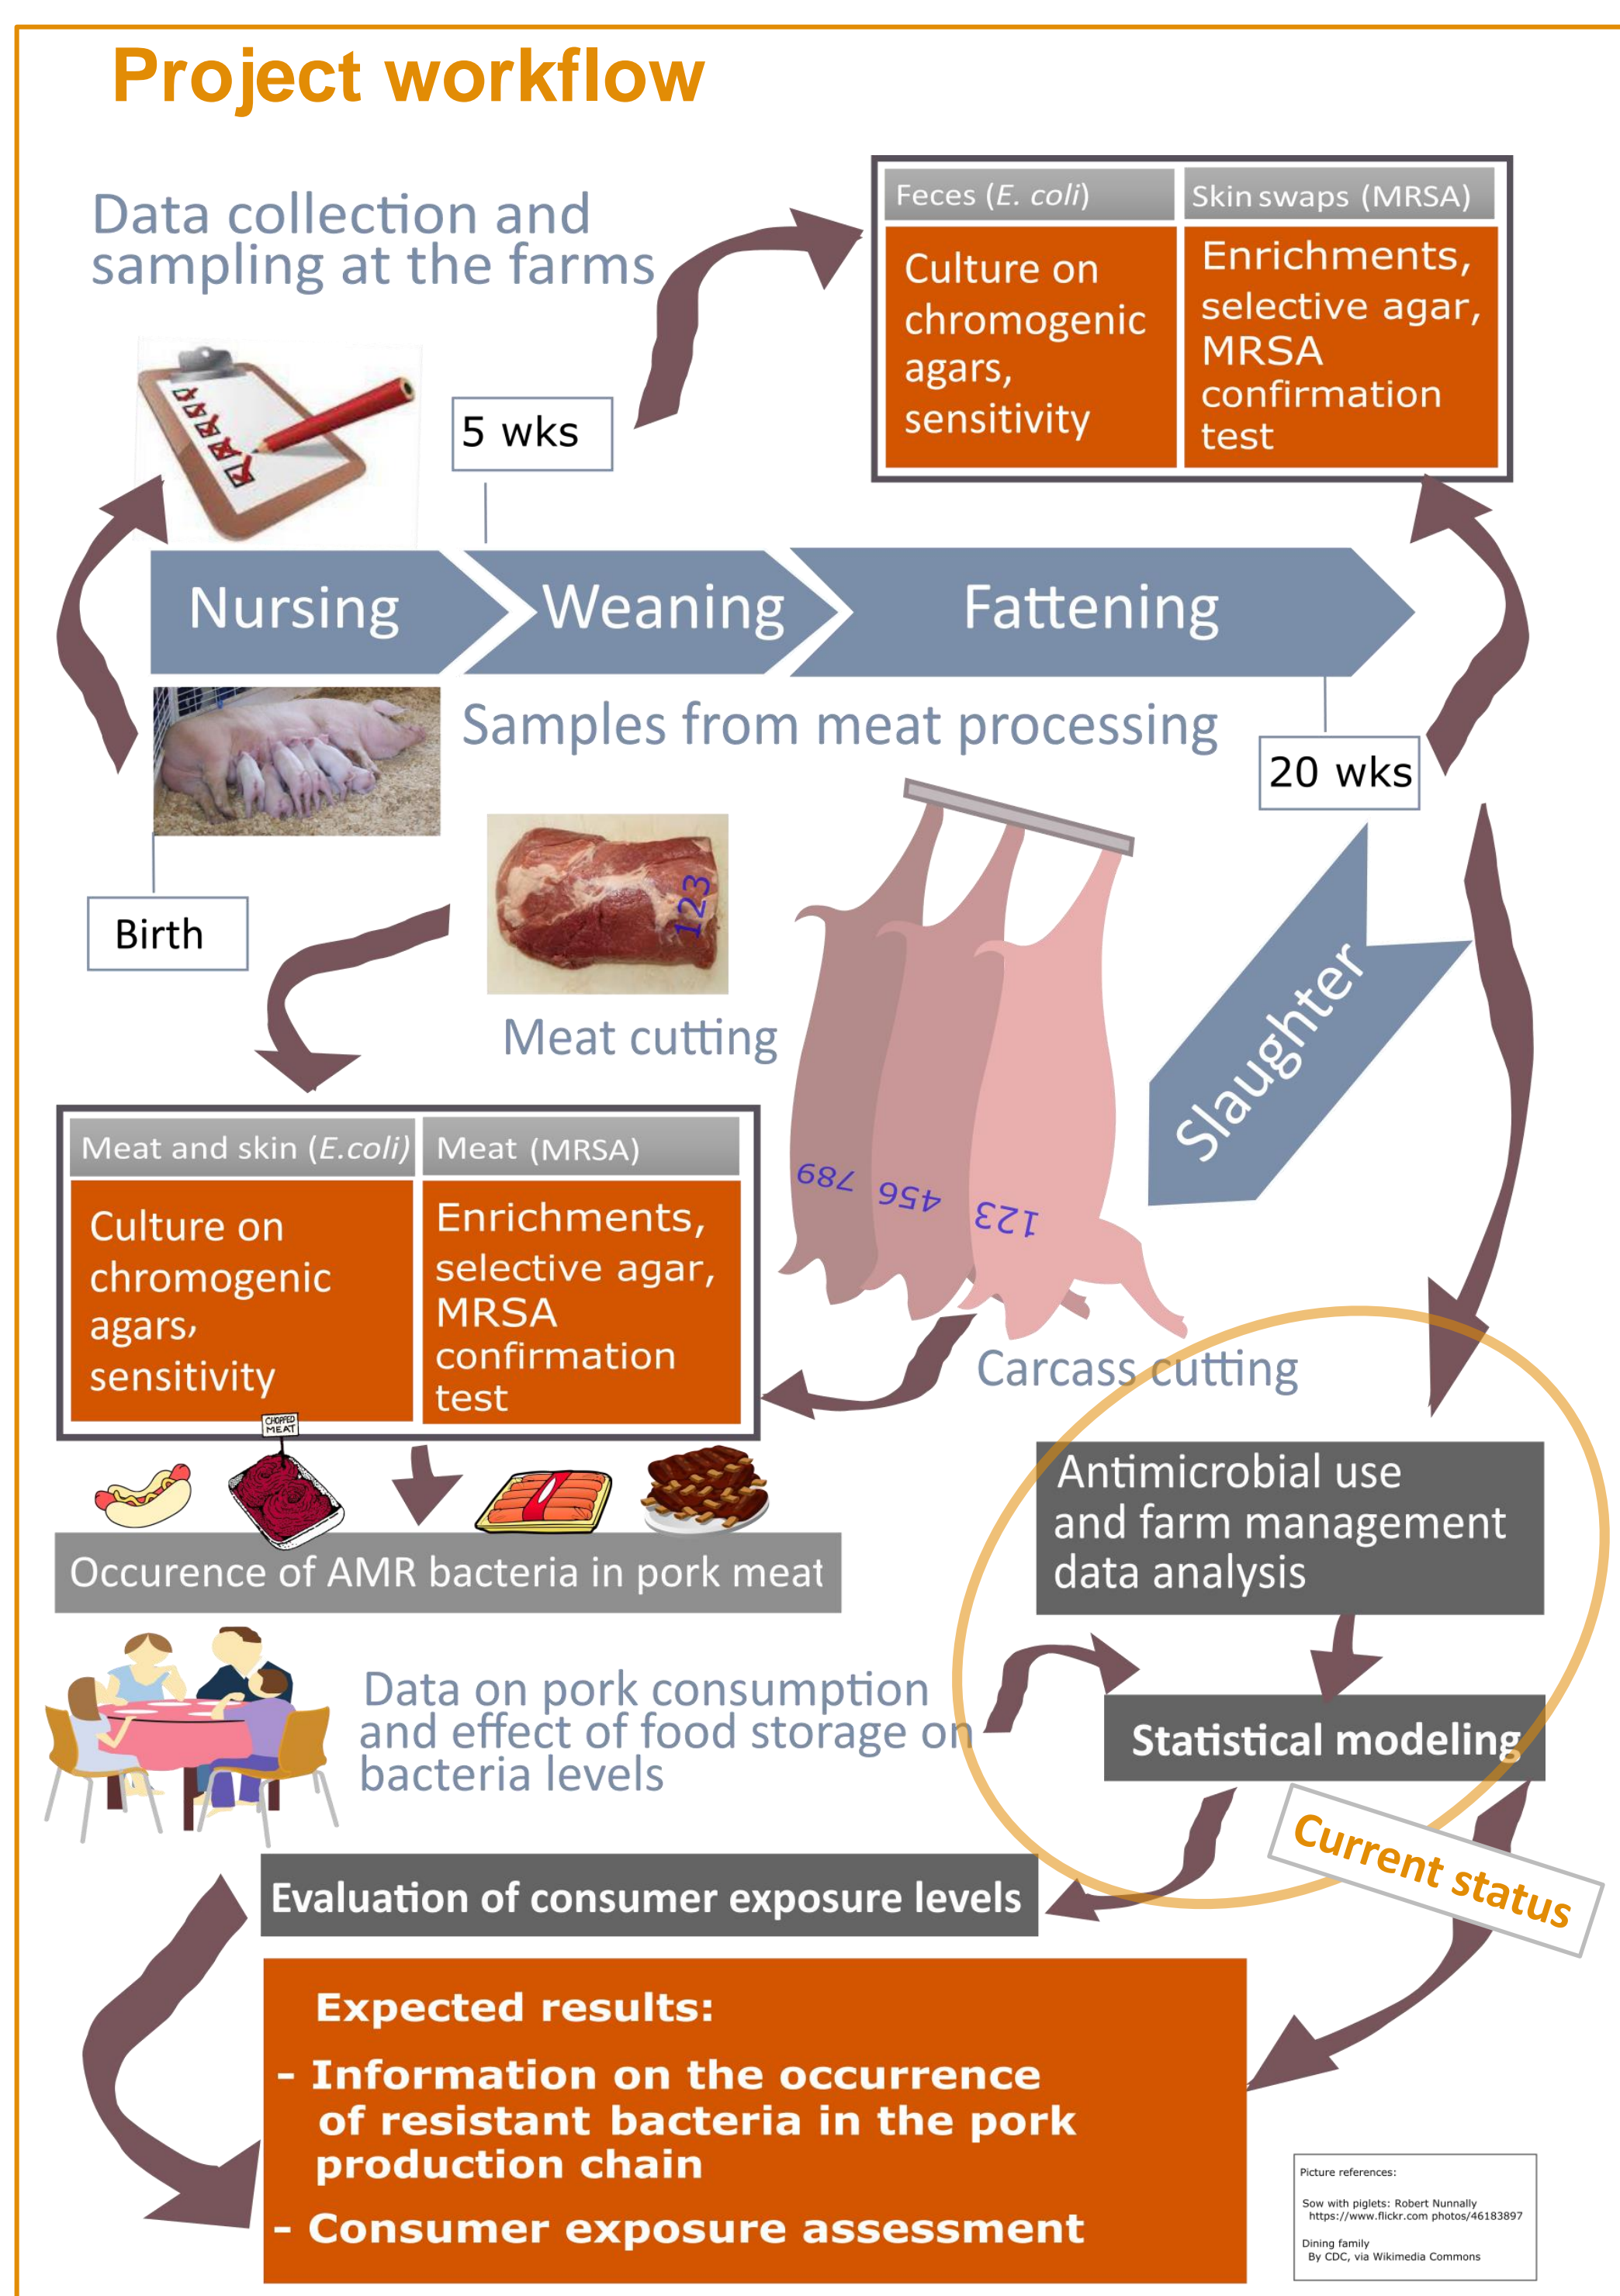 Project workflow
Data collection and
sampling at the farms
Feces (E. coli)
Skin swaps (MRSA)
Culture on
chromogenic
agars,
sensitivity
Enrichments,
selective agar,
MRSA
confirmation
test
5 wks
Nursing
Weaning
Fattening
Samples from meat processing
20 wks
Birth
123
Meat cutting
Slaughter
789
456
123
Carcass cutting
Meat and skin (E.coli)
Meat (MRSA)
Culture on
chromogenic
agars,
sensitivity
Enrichments,
selective agar,
MRSA
confirmation
test
CHOPPED
MEAT
Occurence of AMR bacteria in pork meat
Antimicrobial use
and farm management
data analysis
Data on pork consumption
and effect of food storage on
bacteria levels
Statistical modeling
Current status
Evaluation of consumer exposure levels
Expected results:
- Information on the occurrence
of resistant bacteria in the pork
production chain
- Consumer exposure assessment
Picture references:
Sow with piglets: Robert Nunnally
https://www.flickr.com photos/46183897
Dining family
By CDC, via Wikimedia Commons